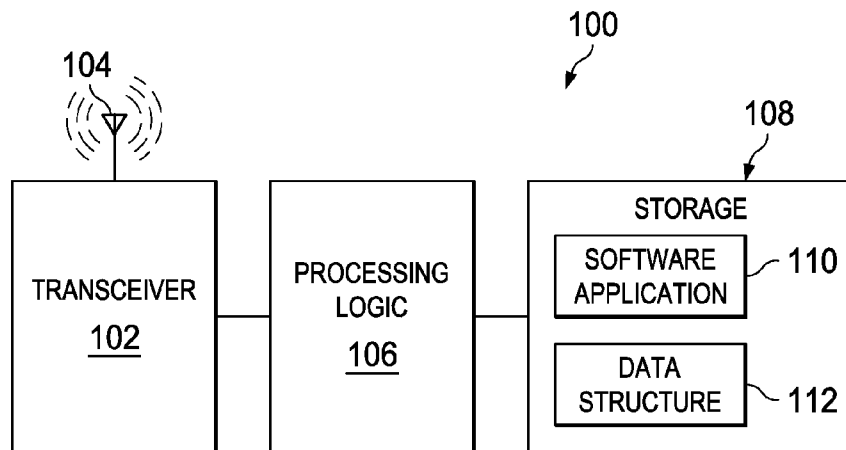 100
104
108
STORAGE
SOFTWARE
APPLICATION
110
TRANSCEIVER
102
PROCESSING
LOGIC
106
DATA
STRUCTURE
112